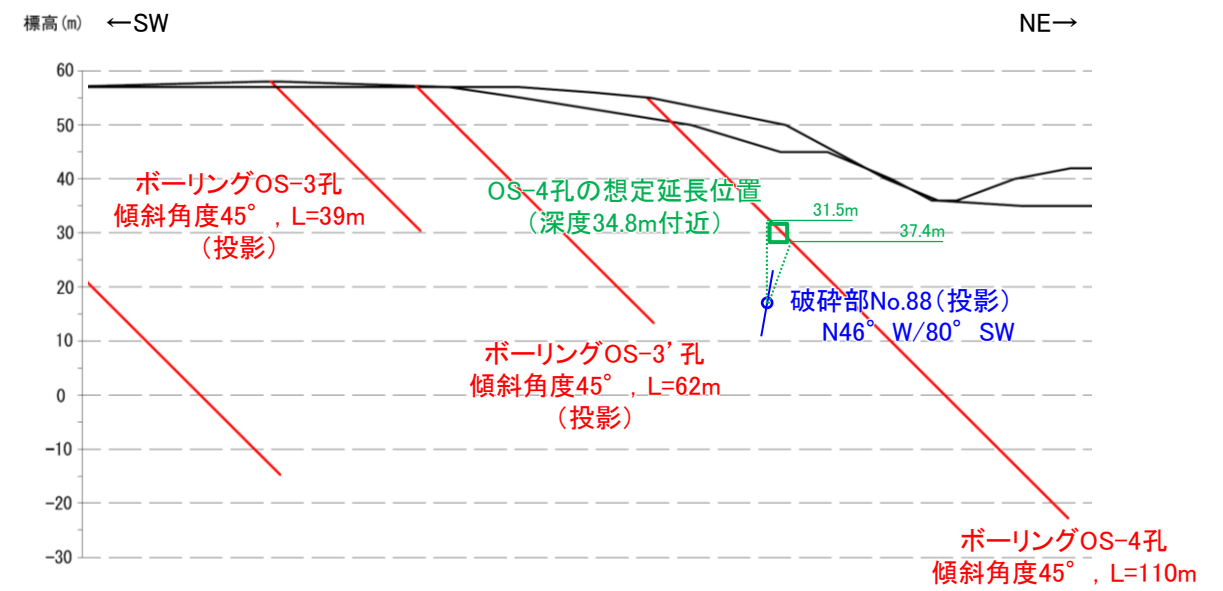 標高(m) ←SW NE→
60
50
40
30
20
10
0
-10
-20
-30
ボーリングOS-3孔
傾斜角度45°, L=39m
(投影)
OS-4孔の想定延長位置
(深度34.8m付近)
31.5m
37.4m
破砕部No.88(投影)
N46°W/80°SW
ボーリングOS-3’孔
傾斜角度45°, L=62m
(投影)
ボーリングOS-4孔
傾斜角度45°, L=110m